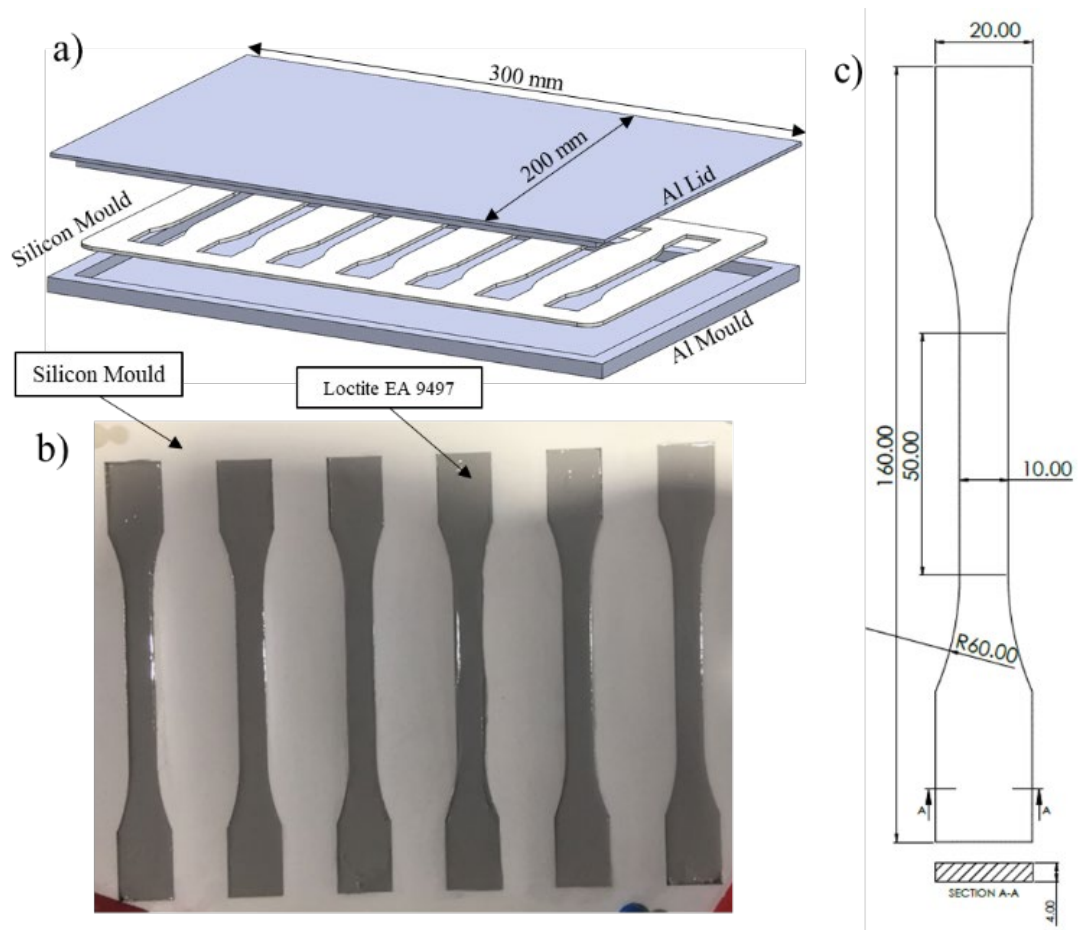 a)
300 mm
200 mm
Al Lid
Silicon Mould
Al Mould
Silicon Mould
Loctite EA 9497
b)
c)
20.00
160.00
50.00
10.00
R60.00
A
A
SECTION A-A
4.00